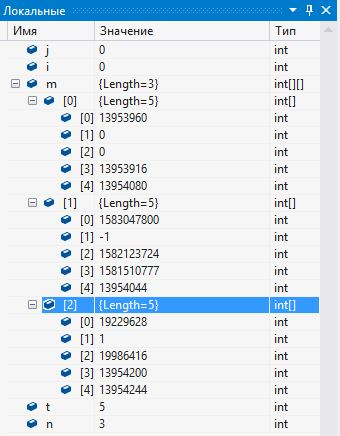 Локальные
Имя Значение Тип
j 0 int
i 0 int
m {Length=3} int[][]
[0] {Length=5} int[]
[0] 13953960 int
[1] 0 int
[2] 0 int
[3] 13953916 int
[4] 13954080 int
[1] {Length=5} int[]
[0] 1583047800 int
[1] -1 int
[2] 1582123724 int
[3] 1581510777 int
[4] 13954044 int
[2] {Length=5} int[]
[0] 19229628 int
[1] 1 int
[2] 19986416 int
[3] 13954200 int
[4] 13954244 int
t 5 int
n 3 int